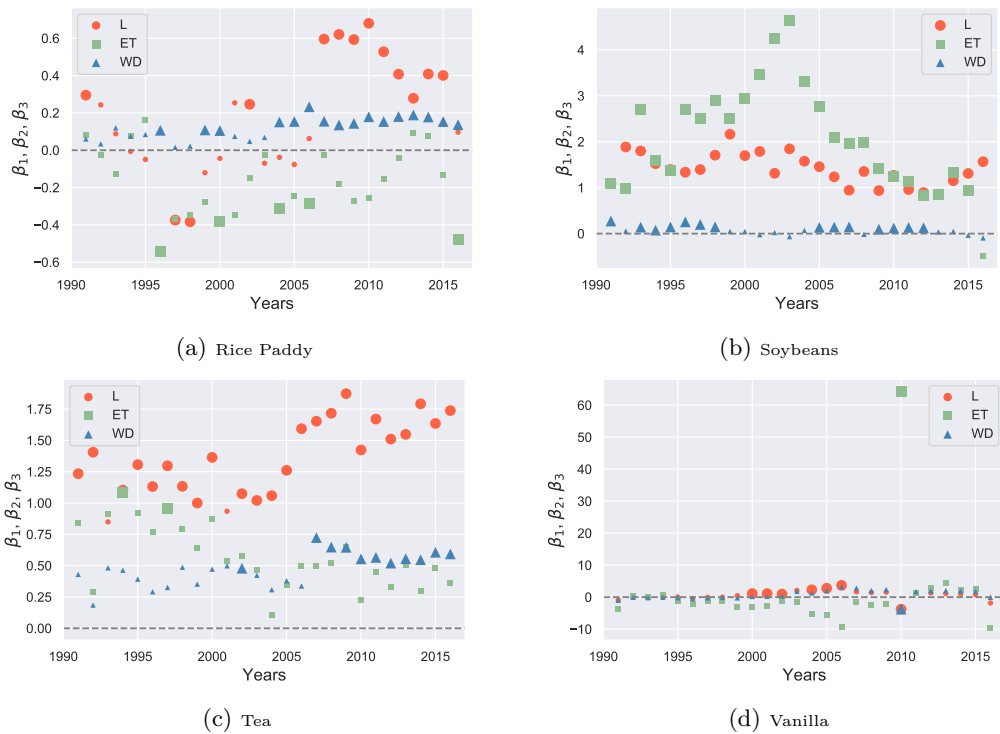 L
ET
WD
0.6
0.4
0.2
0.0
−0.2
−0.4
−0.6
β1, β2, β3
1990 1995 2000 2005 2010 2015
Years
(a) Rice Paddy
L
ET
WD
4
3
2
1
0
β1, β2, β3
1990 1995 2000 2005 2010 2015
Years
(b) Soybeans
L
ET
WD
1.75
1.50
1.25
1.00
0.75
0.50
0.25
0.00
β1, β2, β3
1990 1995 2000 2005 2010 2015
Years
(c) Tea
L
ET
WD
60
50
40
30
20
10
0
−10
β1, β2, β3
1990 1995 2000 2005 2010 2015
Years
(d) Vanilla